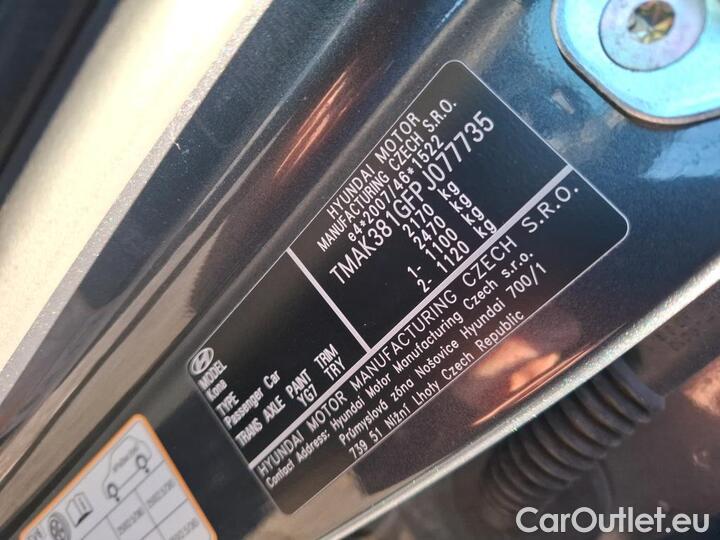 HYUNDAI MOTOR
MANUFACTURING CZECH S.R.O.
e4*2007/46*1522
TMAK381GFPJ077735
2170 kg
2470 kg
1- 1100 kg
2- 1120 kg
MODEL
Kona
TYPE
Passenger Car
TRANS AXLE PAINT TRIM
YG7 TRY
HYUNDAI MOTOR MANUFACTURING CZECH S.R.O.
Contact Address: Hyundai Motor Manufacturing Czech s.r.o.
Průmyslová zóna Nošovice Hyundai 700/1
739 51 Nižní Lhoty Czech Republic
CarOutlet.eu